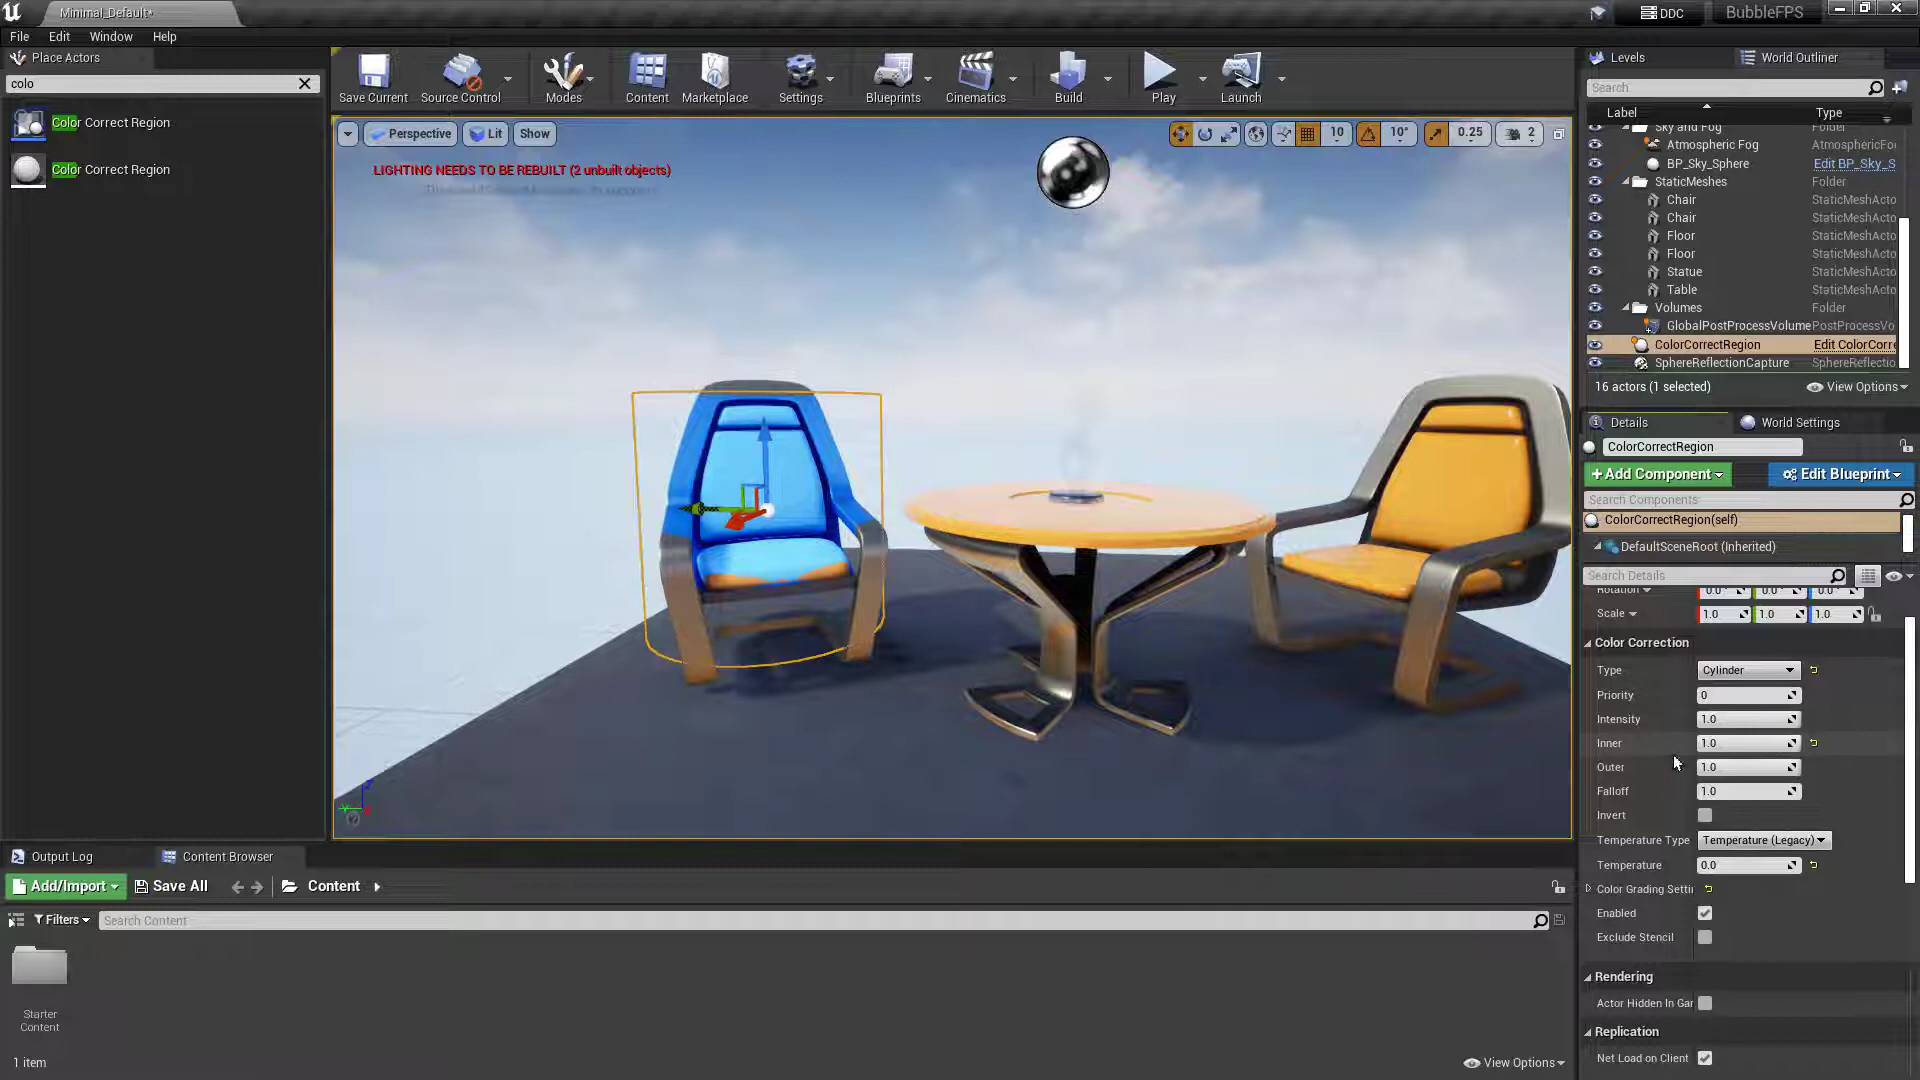 Minimal_Default*
DDC
BubbleFPS
File Edit Window Help
Place Actors
colo
Color Correct Region
Color Correct Region
Save Current
Source Control
Modes
Content
Marketplace
Settings
Blueprints
Cinematics
Build
Play
Launch
Perspective
Lit
Show
10
10°
0.25
2
LIGHTING NEEDS TO BE REBUILT (2 unbuilt objects)
Levels
World Outliner
Search
Label Type
Sky and Fog Folder
Atmospheric Fog AtmosphericFo
BP_Sky_Sphere Edit BP_Sky_S
StaticMeshes Folder
Chair StaticMeshActo
Chair StaticMeshActo
Floor StaticMeshActo
Floor StaticMeshActo
Statue StaticMeshActo
Table StaticMeshActo
Volumes Folder
GlobalPostProcessVolume PostProcessVo
ColorCorrectRegion Edit ColorCorre
SphereReflectionCapture SphereReflectio
16 actors (1 selected)
View Options
Details
World Settings
ColorCorrectRegion
+Add Component
Edit Blueprint
Search Components
ColorCorrectRegion(self)
DefaultSceneRoot (Inherited)
Search Details
Rotation 0.0° 0.0° 0.0°
Scale 1.0 1.0 1.0
Color Correction
Type Cylinder
Priority 0
Intensity 1.0
Inner 1.0
Outer 1.0
Falloff 1.0
Invert
Temperature Type Temperature (Legacy)
Temperature 0.0
Color Grading Setti
Enabled
Exclude Stencil
Rendering
Actor Hidden In Gar
Replication
Net Load on Client
Output Log
Content Browser
Add/Import
Save All
Content
Filters
Search Content
Starter
Content
1 item
View Options